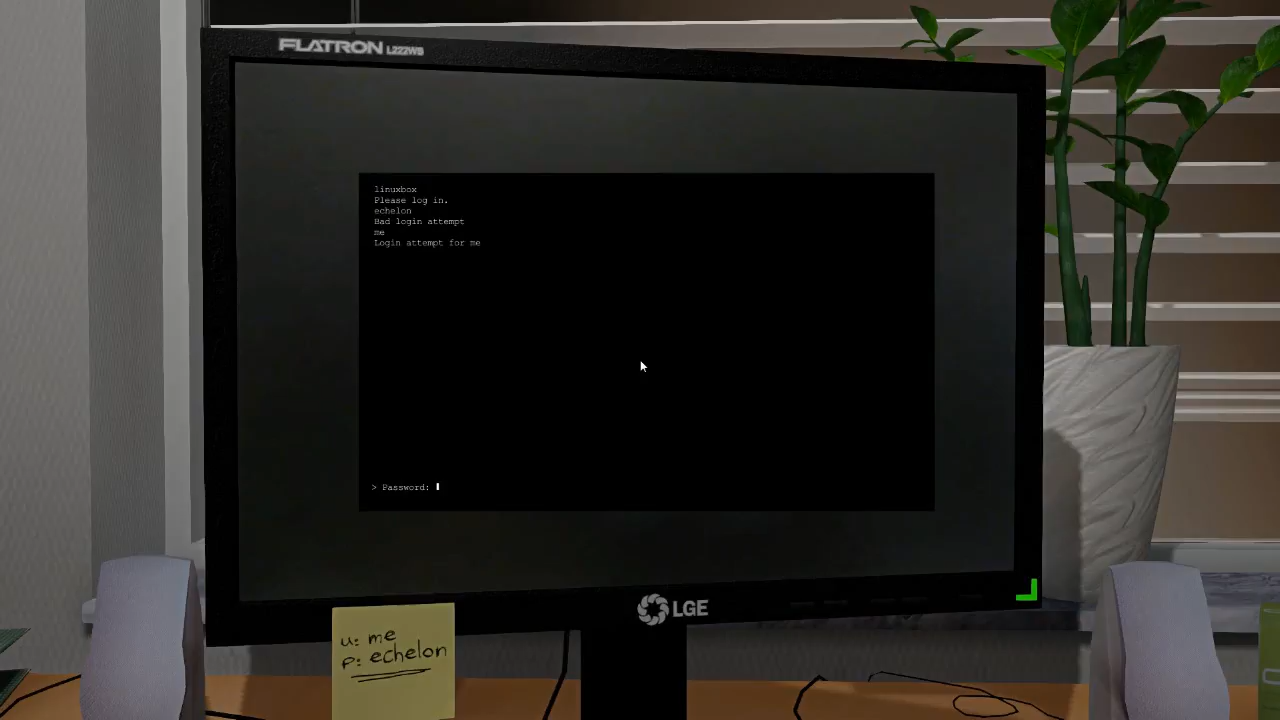 FLATRON L222WS
linuxbox
Please log in.
echelon
Bad login attempt
me
Login attempt for me
> Password:
LGE
u: me
p: echelon